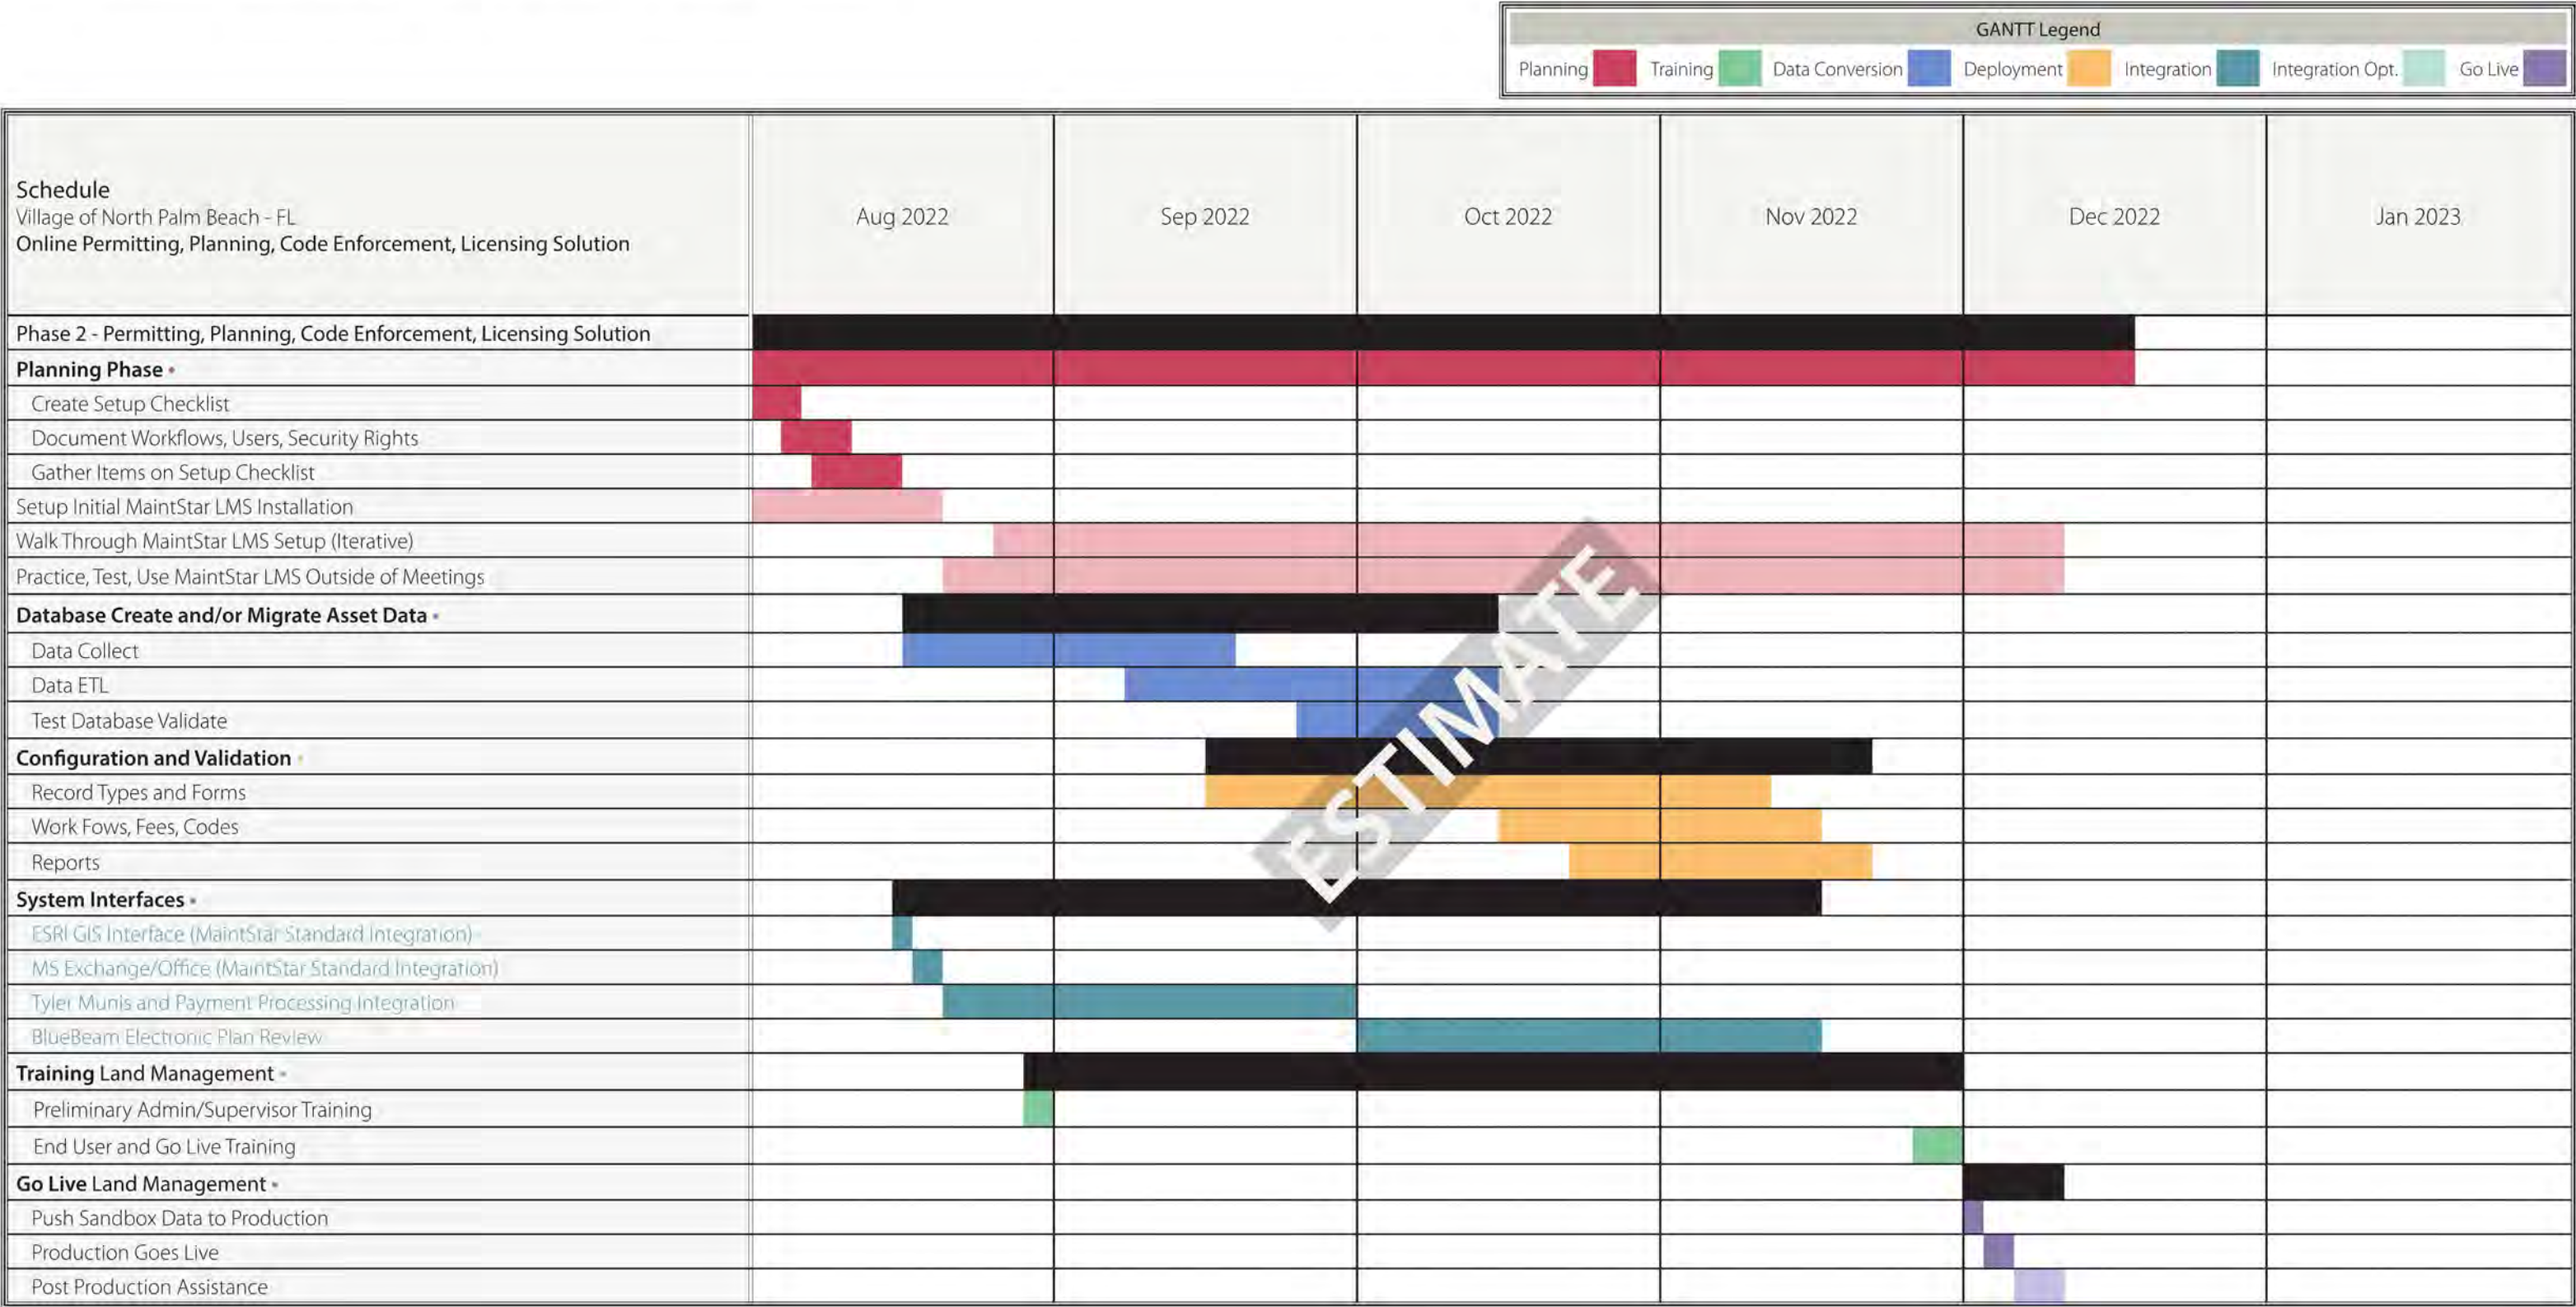 GANTT Legend
Planning Training Data Conversion Deployment Integration Integration Opt. Go Live
Schedule
Village of North Palm Beach - FL
Online Permitting, Planning, Code Enforcement, Licensing Solution
Aug 2022 Sep 2022 Oct 2022 Nov 2022 Dec 2022 Jan 2023
Phase 2 - Permitting, Planning, Code Enforcement, Licensing Solution
Planning Phase •
Create Setup Checklist
Document Workflows, Users, Security Rights
Gather Items on Setup Checklist
Setup Initial MaintStar LMS Installation
Walk Through MaintStar LMS Setup (Iterative)
Practice, Test, Use MaintStar LMS Outside of Meetings
Database Create and/or Migrate Asset Data •
Data Collect
Data ETL
Test Database Validate
Configuration and Validation •
Record Types and Forms
Work Fows, Fees, Codes
Reports
System Interfaces •
ESRI GIS Interface (MaintStar Standard Integration)
MS Exchange/Office (MaintStar Standard Integration)
Tyler Munis and Payment Processing Integration
BlueBeam Electronic Plan Review
Training Land Management •
Preliminary Admin/Supervisor Training
End User and Go Live Training
Go Live Land Management •
Push Sandbox Data to Production
Production Goes Live
Post Production Assistance
ESTIMATE